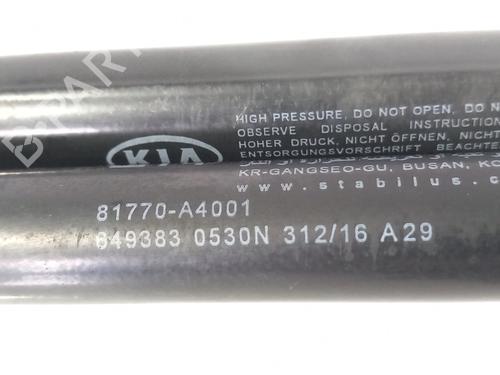 B-PARTS
HIGH PRESSURE, DO NOT OPEN, DO N
OBSERVE DISPOSAL INSTRUCTION
HOHER DRUCK, NICHT ÖFFNEN, NICHT
ENTSORGUNGSVORSCHRIFT BEACHTE
KIA
KR-GANGSEO-GU, BUSAN, KO
www.stabilus.c
81770-A4001
649383 0530N 312/16 A29